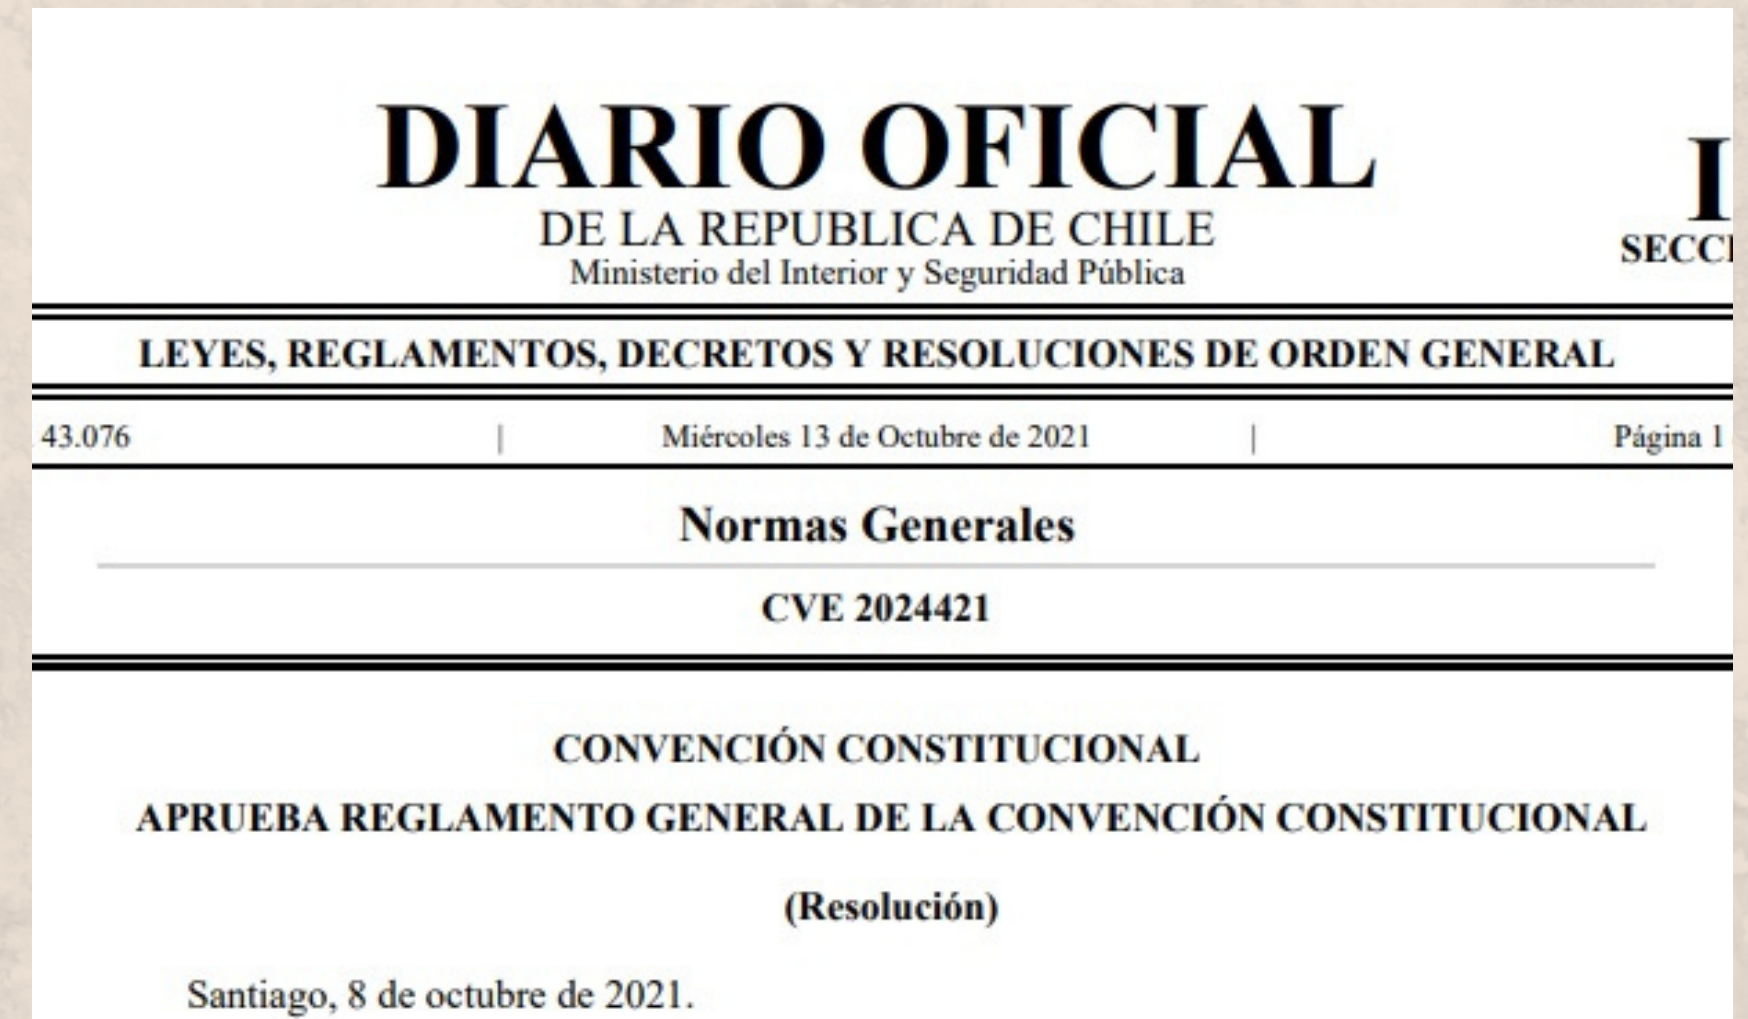 DIARIO OFICIAL
I
DE LA REPUBLICA DE CHILE
Ministerio del Interior y Seguridad Pública
LEYES, REGLAMENTOS, DECRETOS Y RESOLUCIONES DE ORDEN GENERAL
43.076 | Miércoles 13 de Octubre de 2021 | Página 1
Normas Generales
CVE 2024421
CONVENCIÓN CONSTITUCIONAL
APRUEBA REGLAMENTO GENERAL DE LA CONVENCIÓN CONSTITUCIONAL
(Resolución)
Santiago, 8 de octubre de 2021.